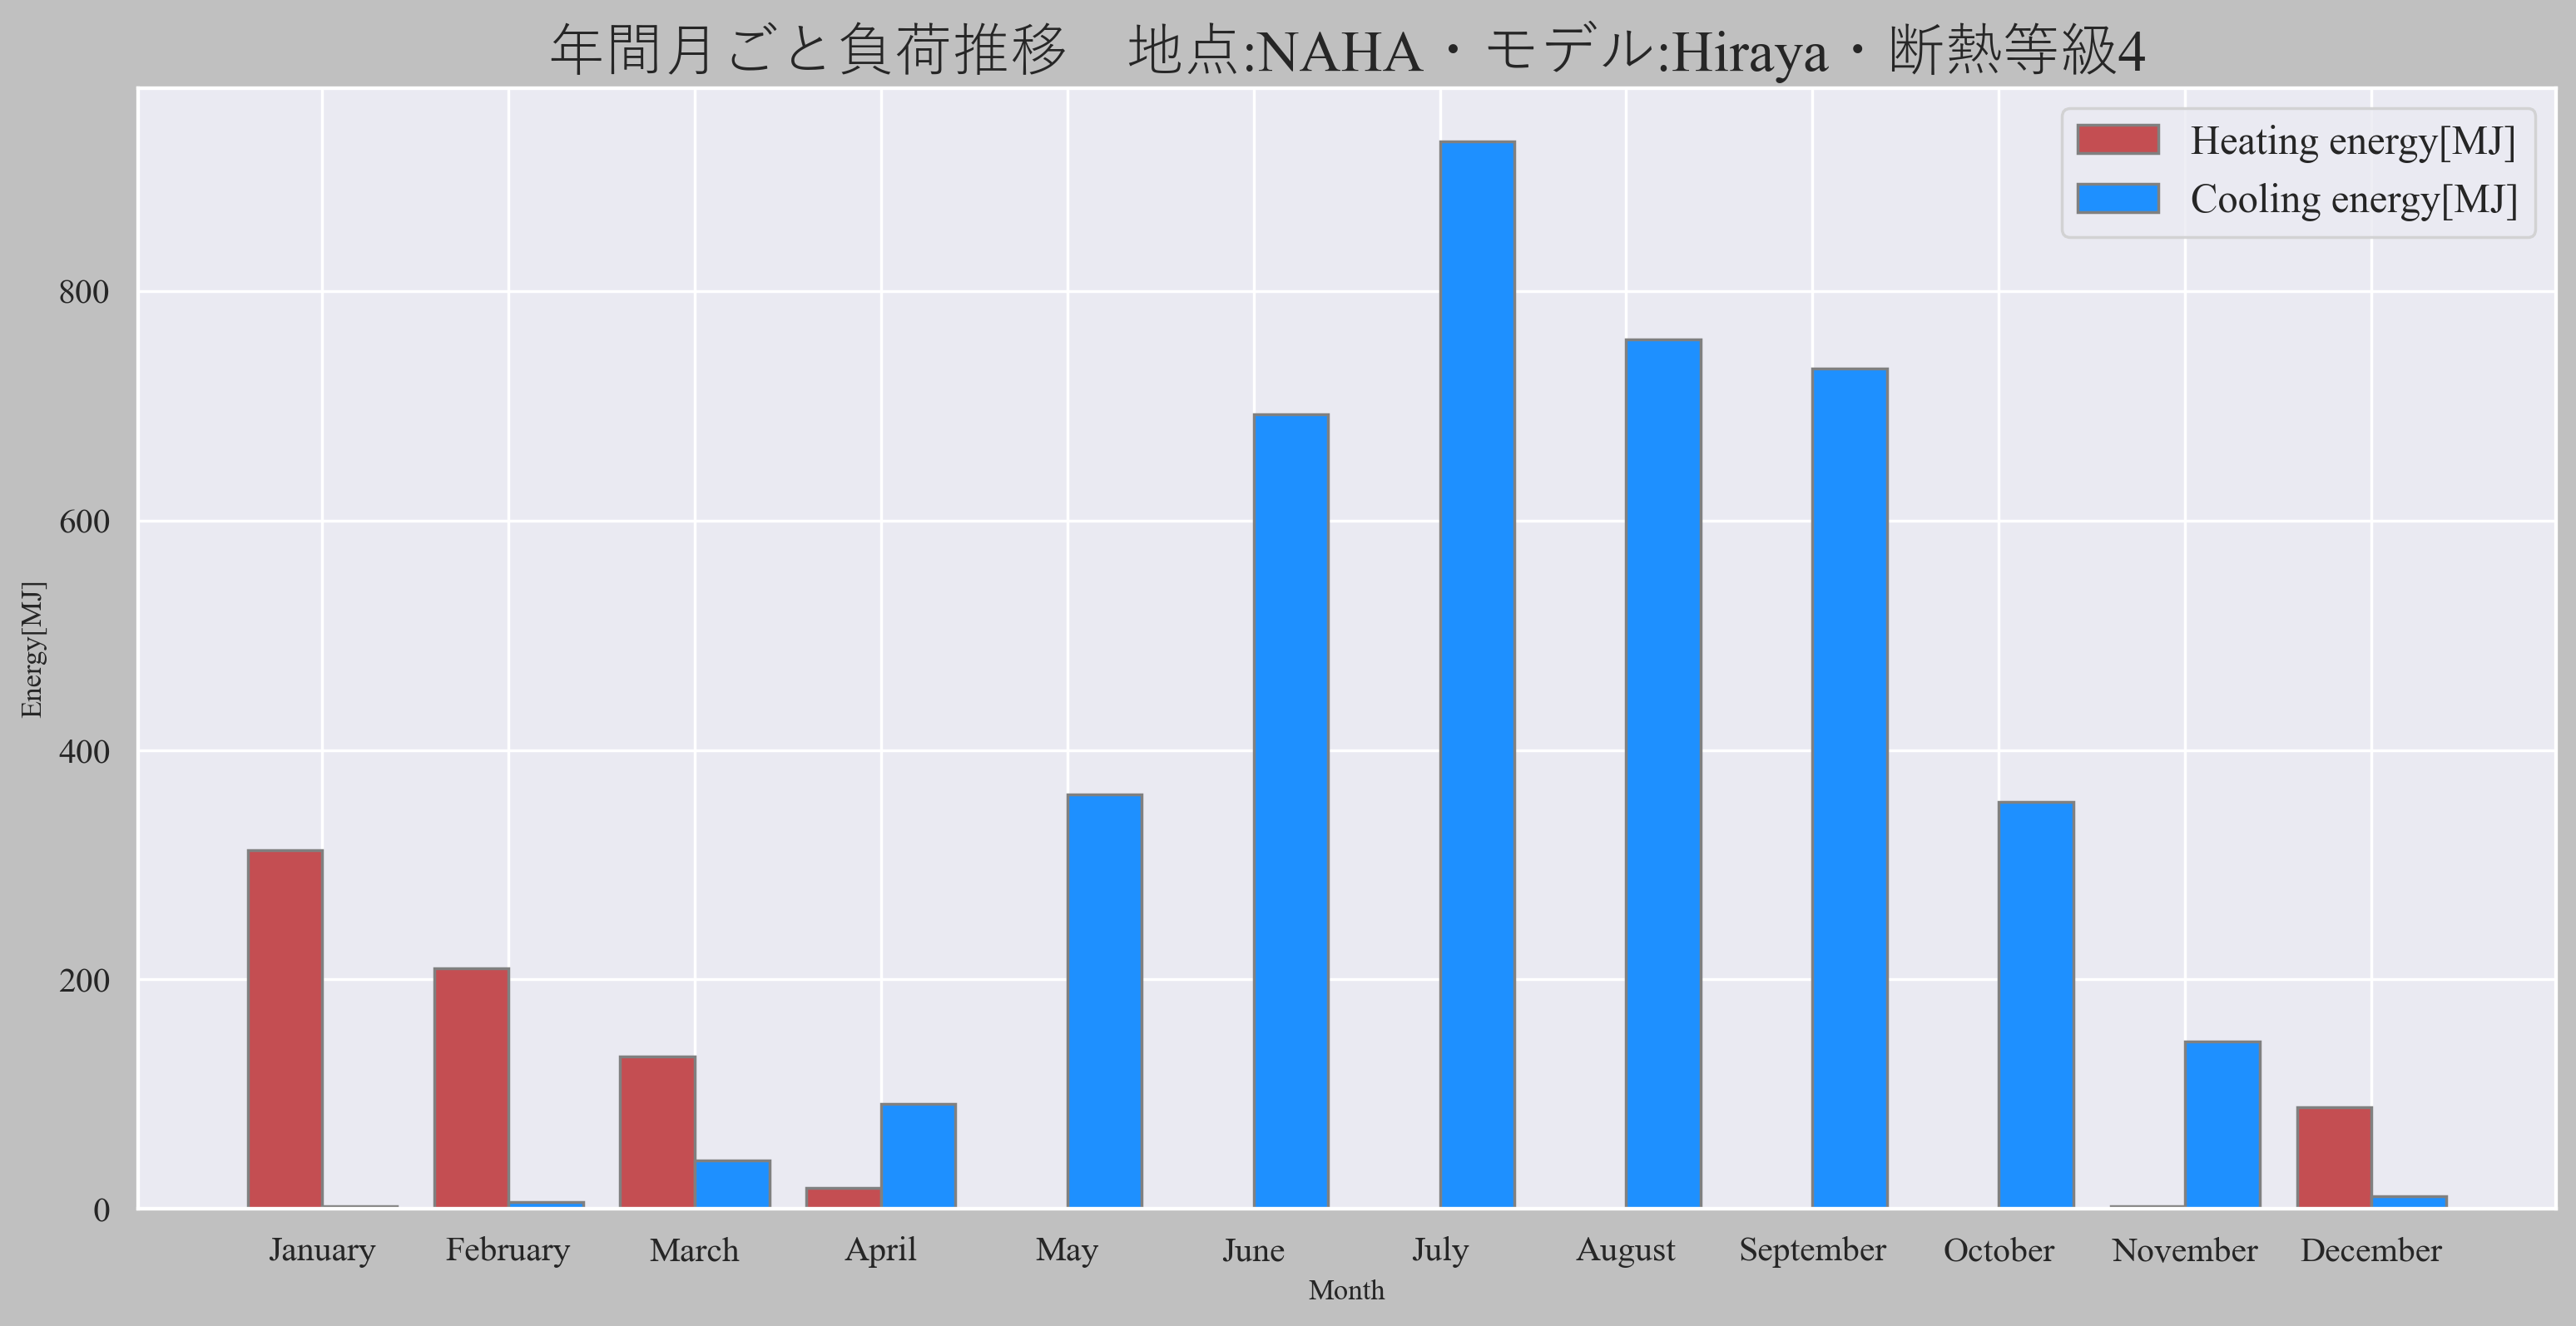 年間月ごと負荷推移　地点:NAHA・モデル:Hiraya・断熱等級4
Heating energy[MJ]
Cooling energy[MJ]
800
600
400
200
0
Energy[MJ]
January February March April May June July August September October November December
Month